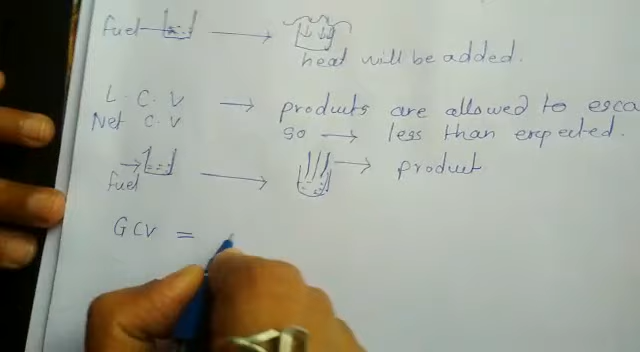 fuel
heat will be added.
L. C. V → products are allowed to esca
Net C. V so → less than expected.
fuel → product
GCV =